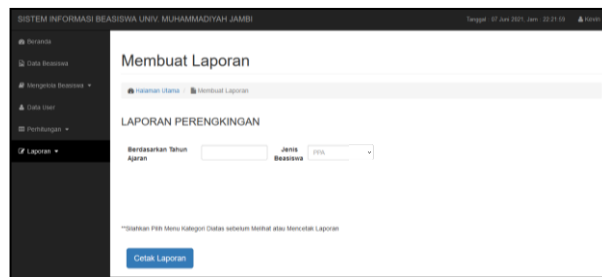 SISTEM INFORMASI BEASISWA UNIV. MUHAMMADIYAH JAMBI
Tanggal : 07 Jun 2021, Jam : 22:21:59
Kevin
Beranda
Data Beasiswa
Mengelola Beasiswa
Data User
Perhitungan
Laporan
Membuat Laporan
Halaman Utama / Membuat Laporan
LAPORAN PERENGKINGAN
Berdasarkan Tahun Ajaran
Jenis Beasiswa
PPA
**Silahkan Pilih Menu Kategori Diatas sebelum Melihat atau Mencetak Laporan
Cetak Laporan